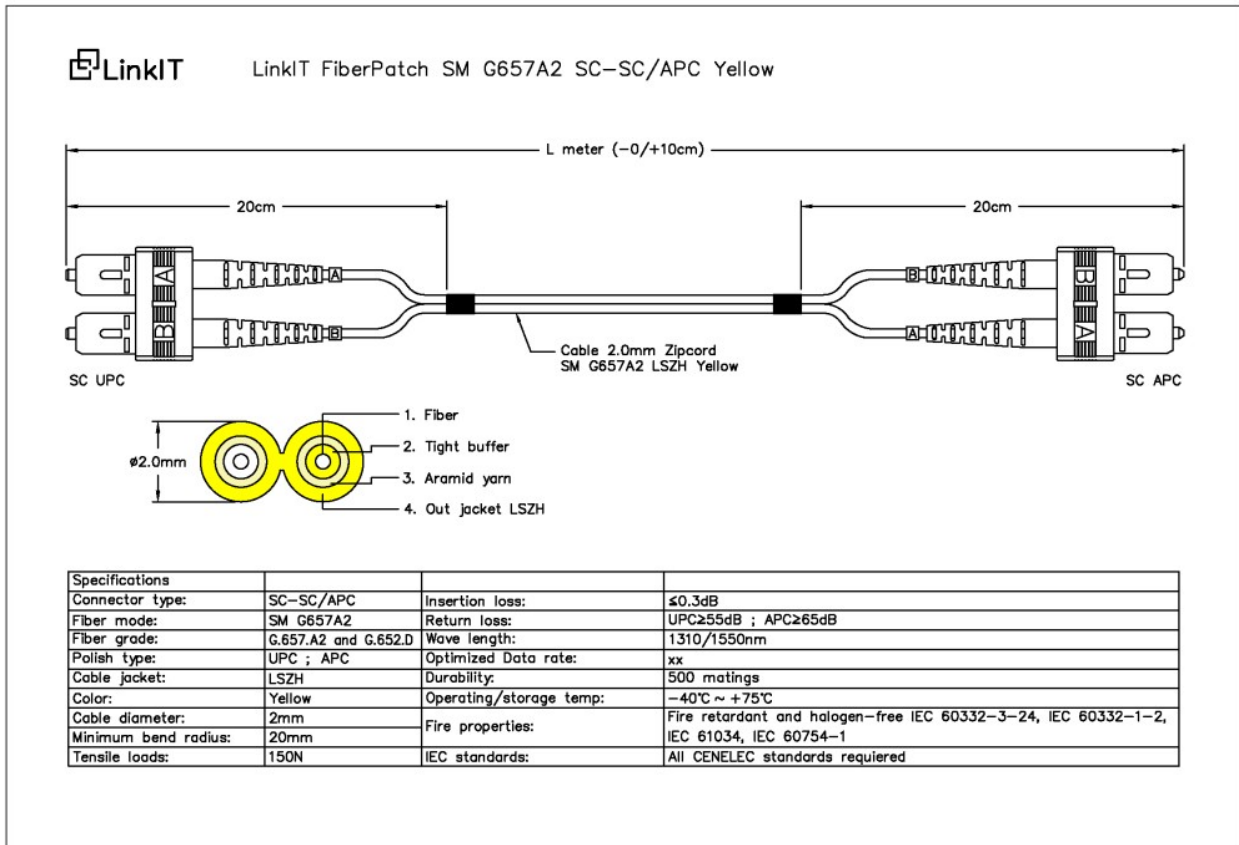 LinkIT LinkIT FiberPatch SM G657A2 SC-SC/APC Yellow
L meter (-0/+10cm)
20cm 20cm
A A B B
B B A A
Cable 2.0mm Zipcord
SM G657A2 LSZH Yellow
SC UPC SC APC
1. Fiber
2. Tight buffer
ø2.0mm
3. Aramid yarn
4. Out jacket LSZH
Specifications
Connector type: SC-SC/APC Insertion loss: ≤0.3dB
Fiber mode: SM G657A2 Return loss: UPC≥55dB ; APC≥65dB
Fiber grade: G.657.A2 and G.652.D Wave length: 1310/1550nm
Polish type: UPC ; APC Optimized Data rate: xx
Cable jacket: LSZH Durability: 500 matings
Color: Yellow Operating/storage temp: -40℃ ~ +75℃
Cable diameter: 2mm Fire properties: Fire retardant and halogen-free IEC 60332-3-24, IEC 60332-1-2,
Minimum bend radius: 20mm IEC 61034, IEC 60754-1
Tensile loads: 150N IEC standards: All CENELEC standards requiered